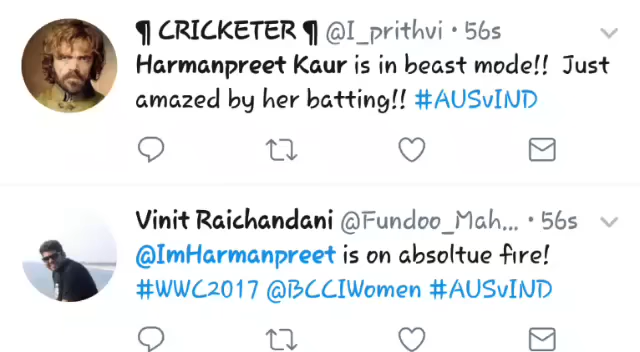 ¶ CRICKETER ¶ @I_prithvi · 56s
Harmanpreet Kaur is in beast mode!! Just
amazed by her batting!! #AUSvIND
Vinit Raichandani @Fundoo_Mah... · 56s
@ImHarmanpreet is on absoltue fire!
#WWC2017 @BCCIWomen #AUSvIND